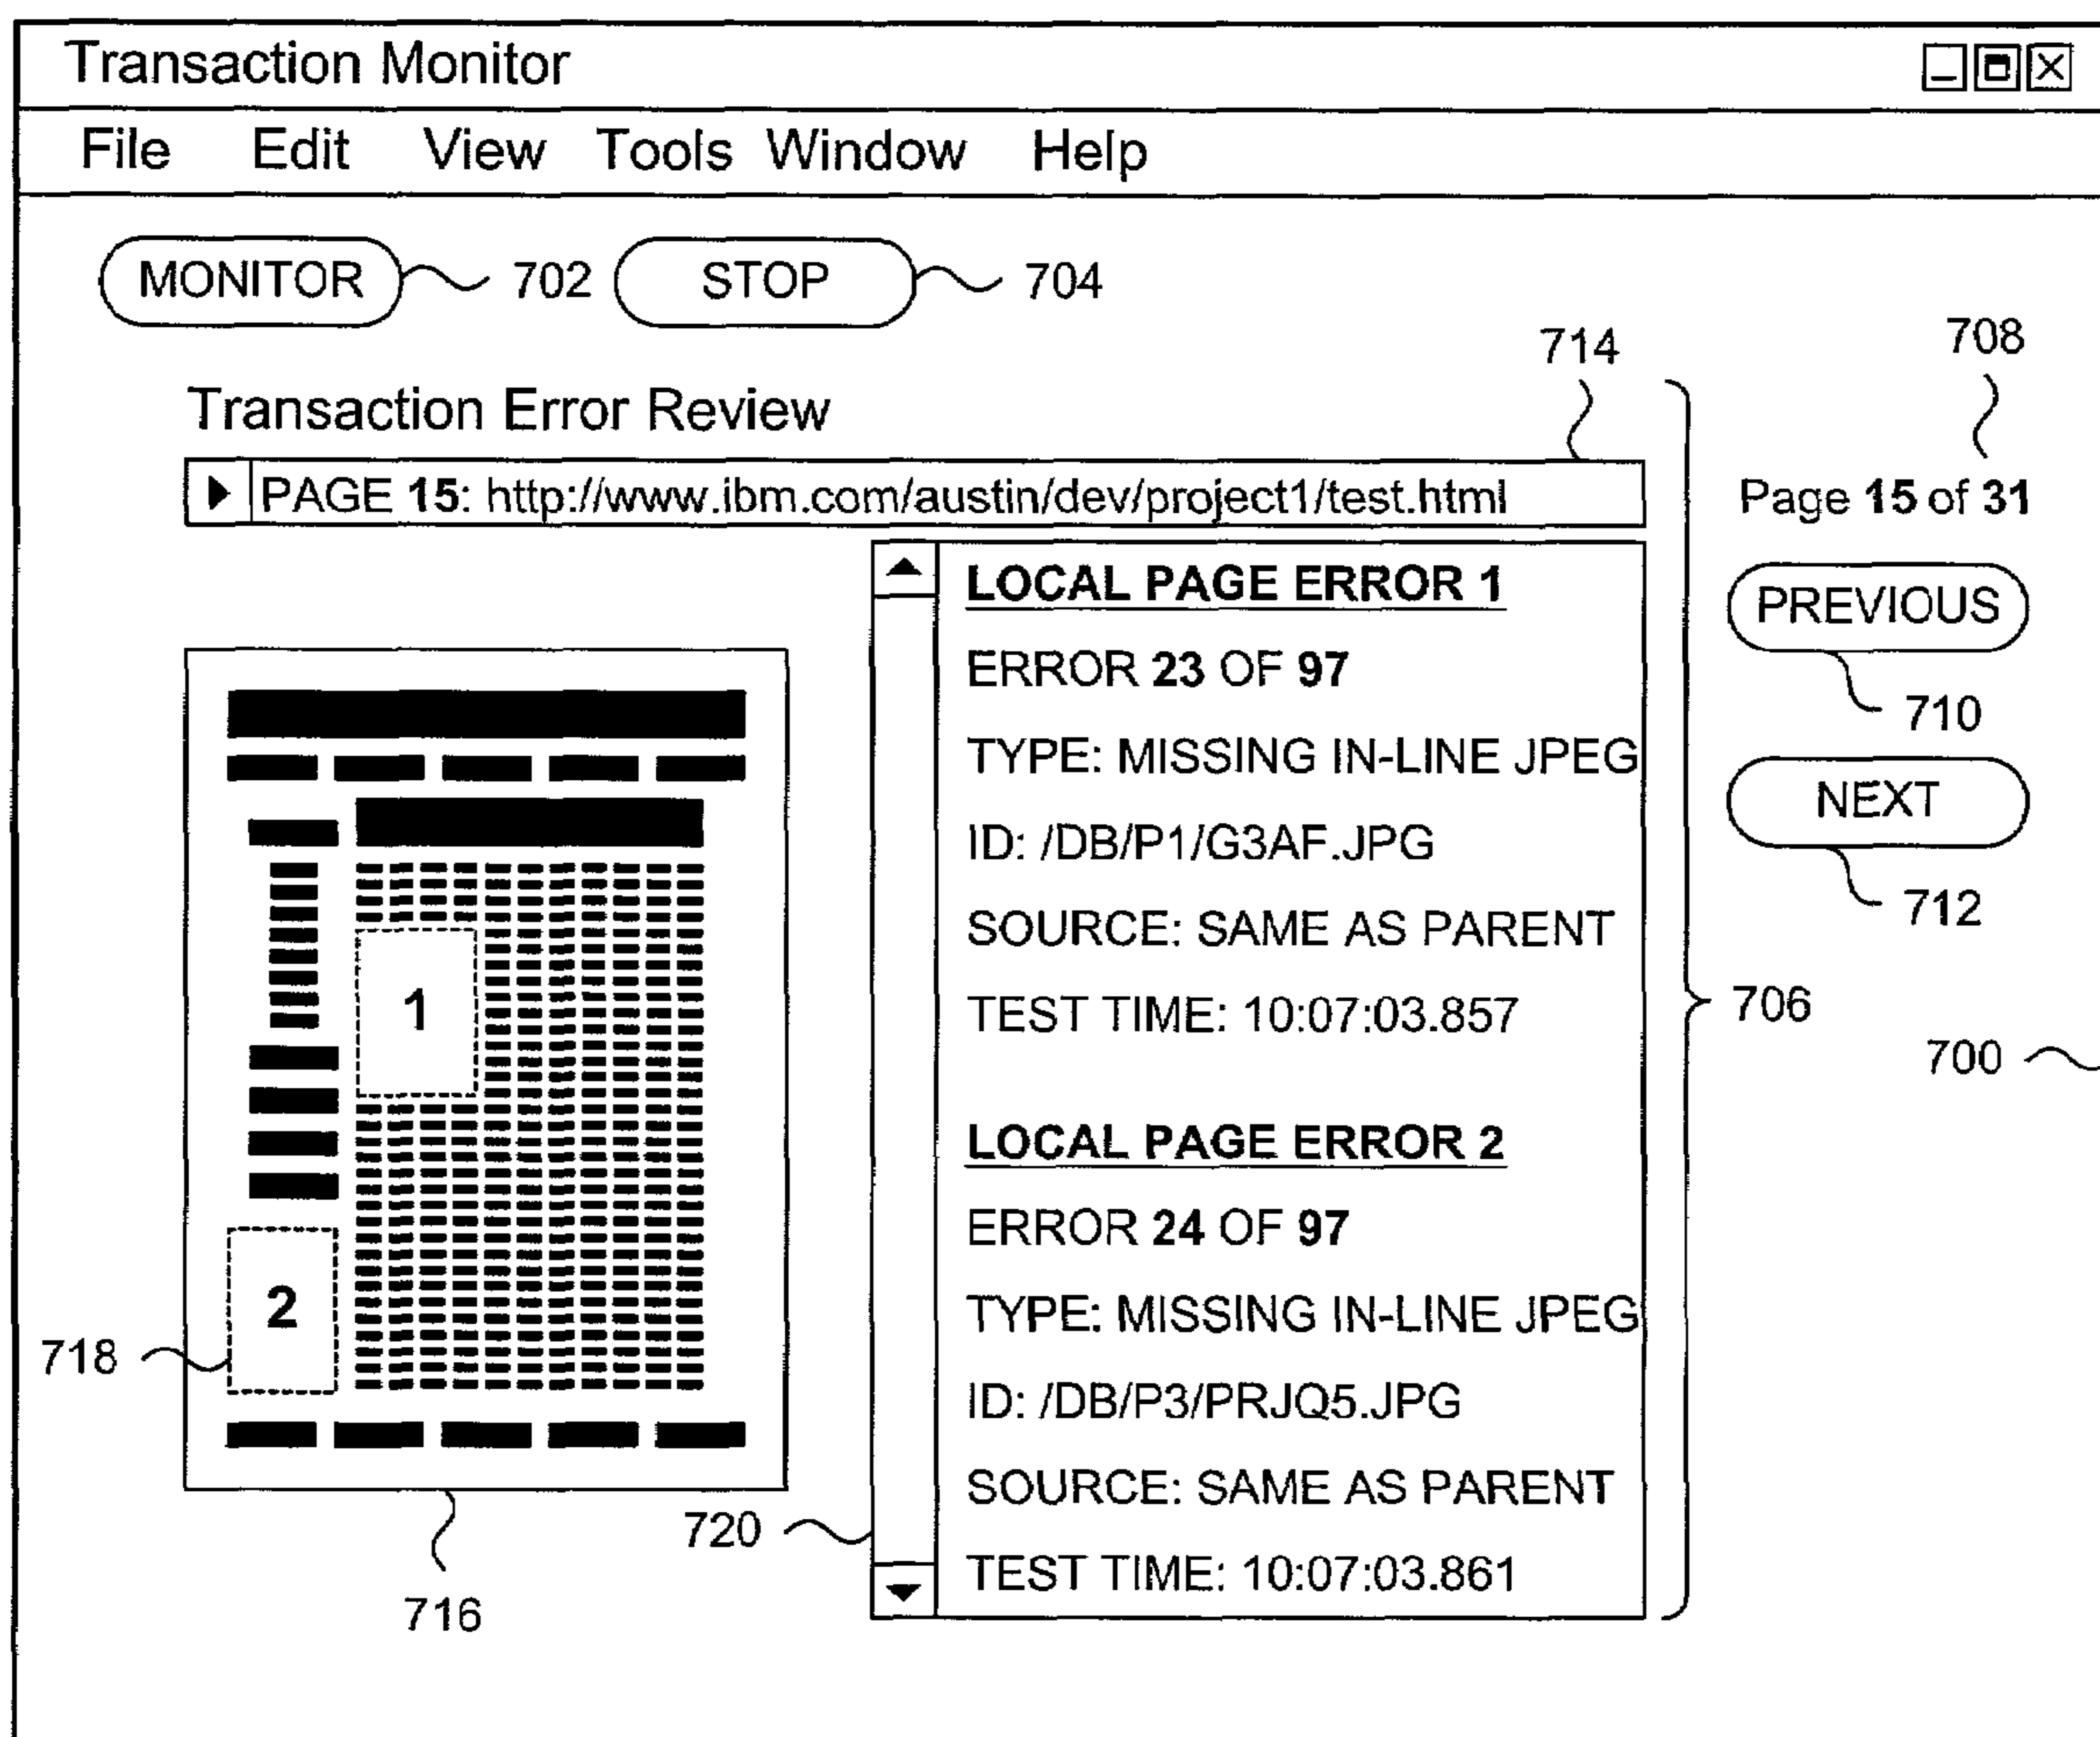 Transaction Monitor
File Edit View Tools Window Help
MONITOR 702 STOP 704
714
708
Transaction Error Review
PAGE 15: http://www.ibm.com/austin/dev/project1/test.html
Page 15 of 31
PREVIOUS
710
NEXT
712
LOCAL PAGE ERROR 1
ERROR 23 OF 97
TYPE: MISSING IN-LINE JPEG
ID: /DB/P1/G3AF.JPG
SOURCE: SAME AS PARENT
TEST TIME: 10:07:03.857
706
700
1
LOCAL PAGE ERROR 2
ERROR 24 OF 97
TYPE: MISSING IN-LINE JPEG
ID: /DB/P3/PRJQ5.JPG
SOURCE: SAME AS PARENT
TEST TIME: 10:07:03.861
2
718
720
716